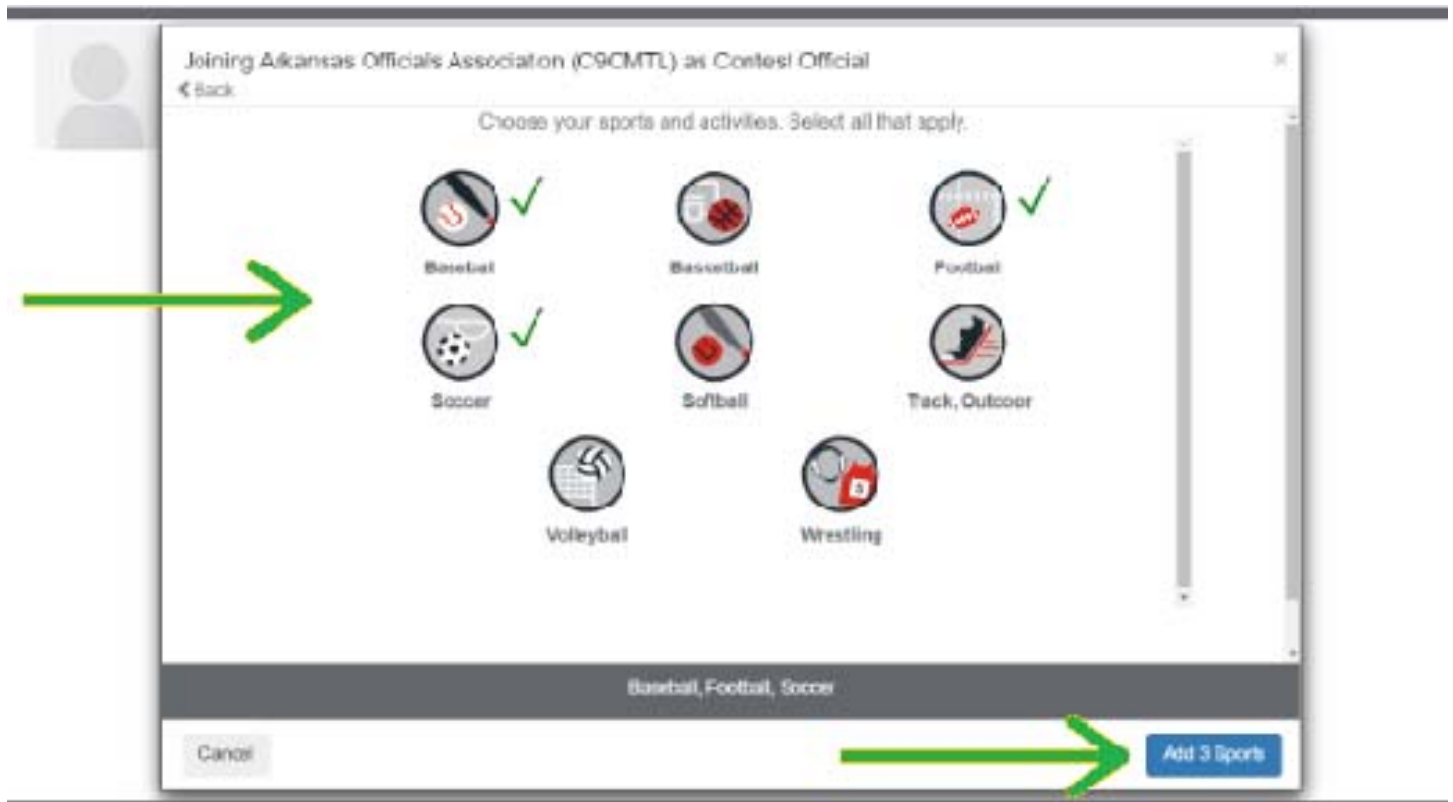 Joining Arkansas Officials Association (C9CMTL) as Contest Official
Back
Choose your sports and activities. Select all that apply.
Baseball
Basketball
Football
Soccer
Softball
Track, Outdoor
Volleyball
Wrestling
Baseball, Football, Soccer
Cancel
Add 3 Sports